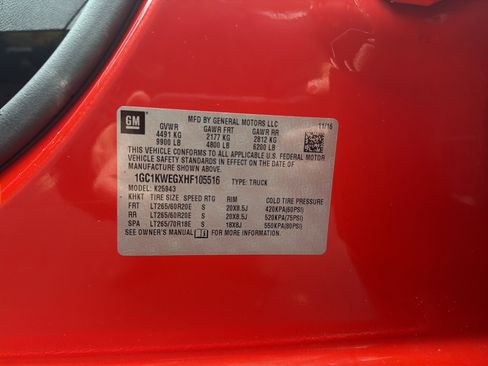 GM
MFD BY GENERAL MOTORS LLC
11/16
GVWR GAWR FRT GAWR RR
4491 KG 2177 KG 2812 KG
9900 LB 4800 LB 6200 LB
THIS VEHICLE CONFORMS TO ALL APPLICABLE U.S. FEDERAL MOTOR
VEHICLE SAFETY STANDARDS IN EFFECT ON THE DATE OF
MANUFACTURE SHOWN ABOVE.
1GC1KWEGXHF105516 TYPE: TRUCK
MODEL: K25943
KHKT TIRE SIZE SPEED RTG RIM COLD TIRE PRESSURE
FRT LT265/60R20E S 20X8.5J 420KPA(60PSI)
RR LT265/60R20E S 20X8.5J 520KPA(75PSI)
SPA LT265/70R18E S 18X8J 550KPA(80PSI)
SEE OWNER'S MANUAL FOR MORE INFORMATION.